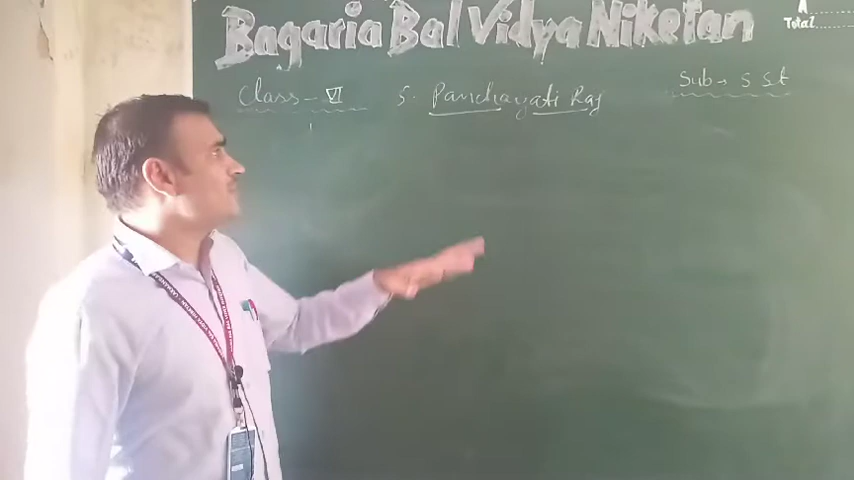 Bagaria Bal Vidya Niketan
A
Total
Class - VI 5. Panchayati Raj Sub → S St